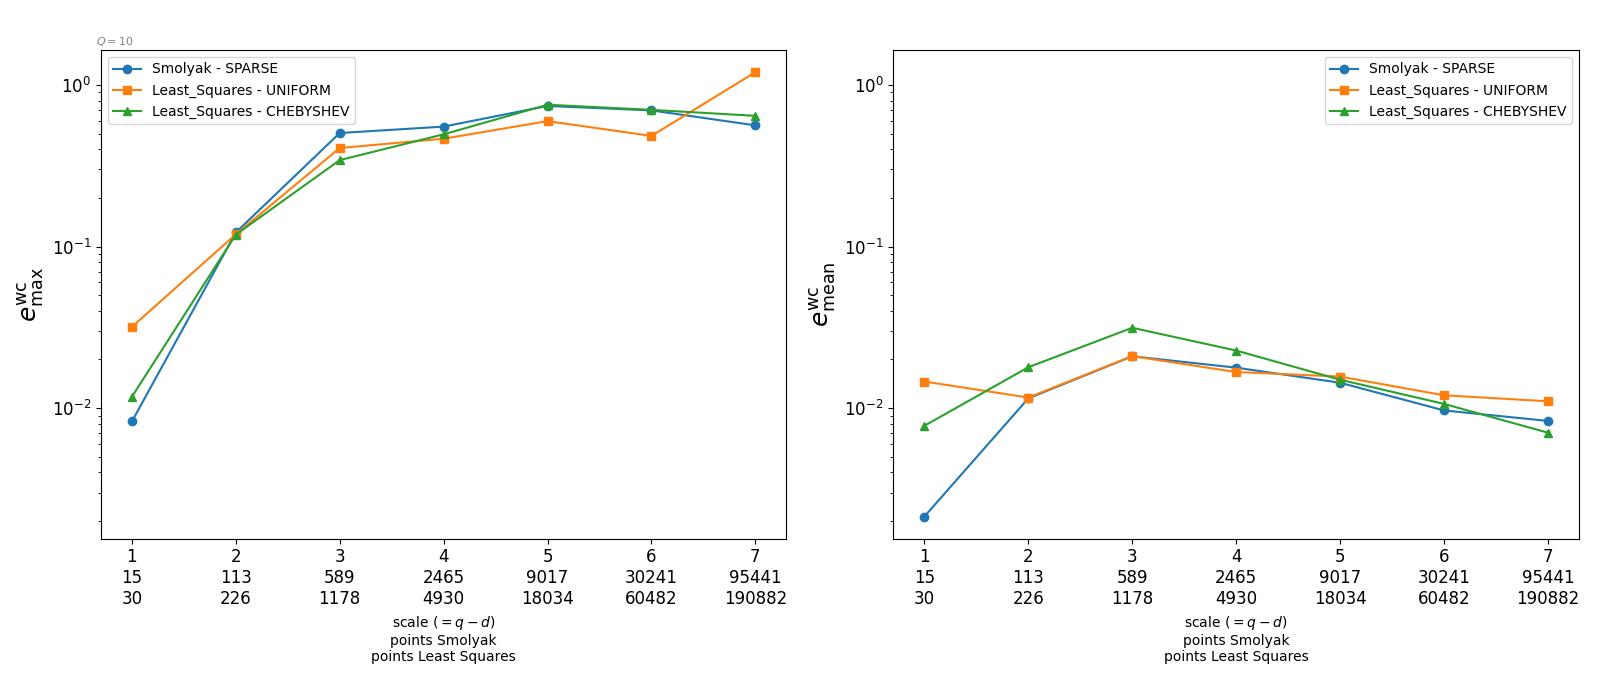 Q = 10
Smolyak - SPARSE
Least_Squares - UNIFORM
Least_Squares - CHEBYSHEV
10^0
10^-1
10^-2
e^wc_max
1 2 3 4 5 6 7
15 113 589 2465 9017 30241 95441
30 226 1178 4930 18034 60482 190882
scale (= q − d)
points Smolyak
points Least Squares
Smolyak - SPARSE
Least_Squares - UNIFORM
Least_Squares - CHEBYSHEV
10^0
10^-1
10^-2
e^wc_mean
1 2 3 4 5 6 7
15 113 589 2465 9017 30241 95441
30 226 1178 4930 18034 60482 190882
scale (= q − d)
points Smolyak
points Least Squares